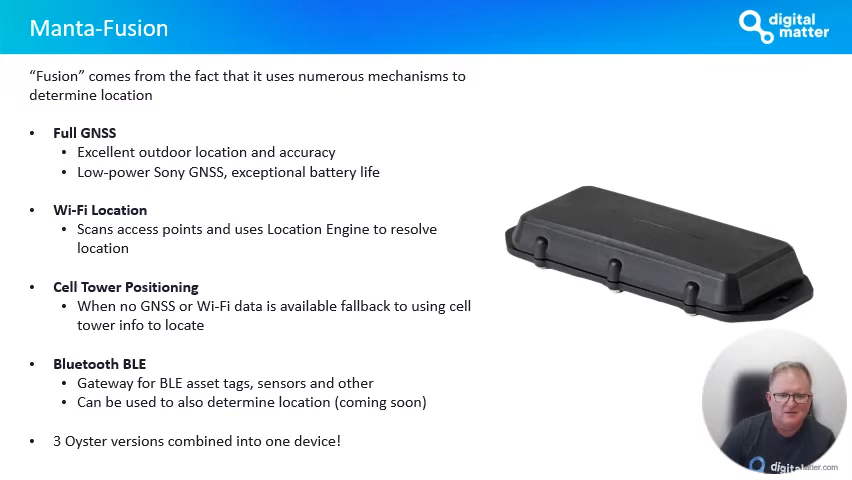 Manta-Fusion
digital
matter
“Fusion” comes from the fact that it uses numerous mechanisms to
determine location
• Full GNSS
• Excellent outdoor location and accuracy
• Low-power Sony GNSS, exceptional battery life
• Wi-Fi Location
• Scans access points and uses Location Engine to resolve
location
• Cell Tower Positioning
• When no GNSS or Wi-Fi data is available fallback to using cell
tower info to locate
• Bluetooth BLE
• Gateway for BLE asset tags, sensors and other
• Can be used to also determine location (coming soon)
• 3 Oyster versions combined into one device!
digitalmatter.com